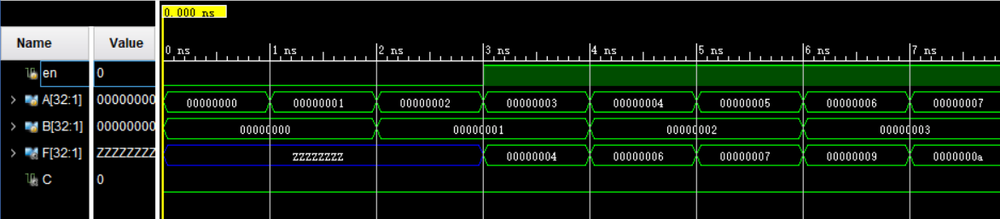 0.000 ns
Name Value
0 ns 1 ns 2 ns 3 ns 4 ns 5 ns 6 ns 7 ns
en 0
A[32:1] 00000000 00000000 00000001 00000002 00000003 00000004 00000005 00000006 00000007
B[32:1] 00000000 00000000 00000001 00000002 00000003
F[32:1] ZZZZZZZZ ZZZZZZZZ 00000004 00000006 00000007 00000009 0000000a
C 0